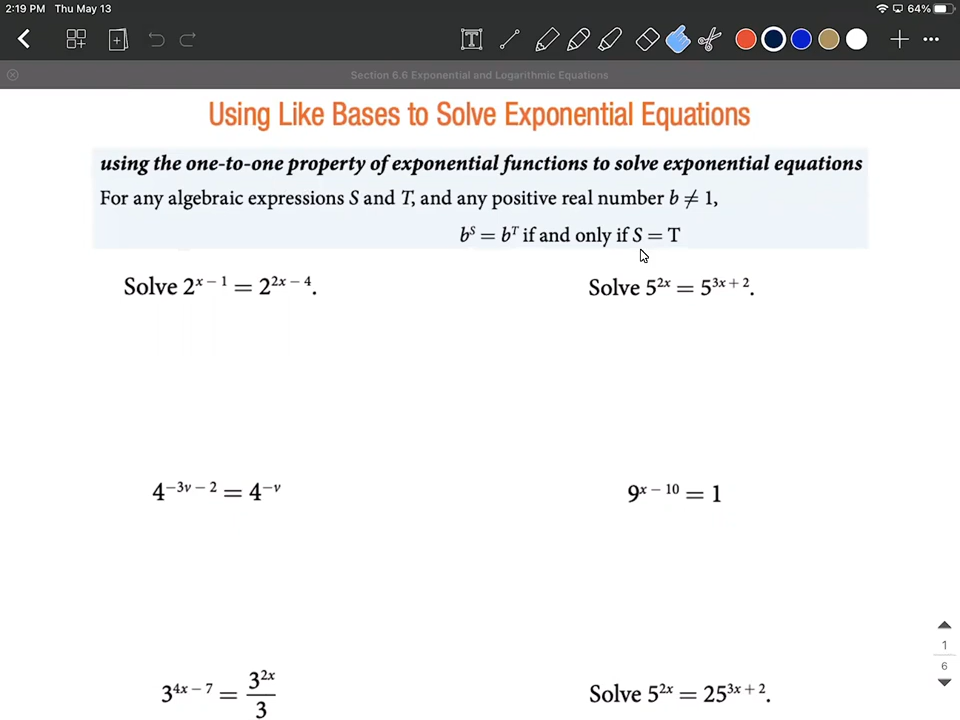 2:19 PM Thu May 13 64%
Section 6.6 Exponential and Logarithmic Equations
Using Like Bases to Solve Exponential Equations
using the one-to-one property of exponential functions to solve exponential equations
For any algebraic expressions S and T, and any positive real number b ≠ 1,
b^S = b^T if and only if S = T
Solve 2^{x − 1} = 2^{2x − 4}.
Solve 5^{2x} = 5^{3x + 2}.
4^{−3v − 2} = 4^{−v}
9^{x − 10} = 1
1
6
3^{4x − 7} = \frac{3^{2x}}{3}
Solve 5^{2x} = 25^{3x + 2}.